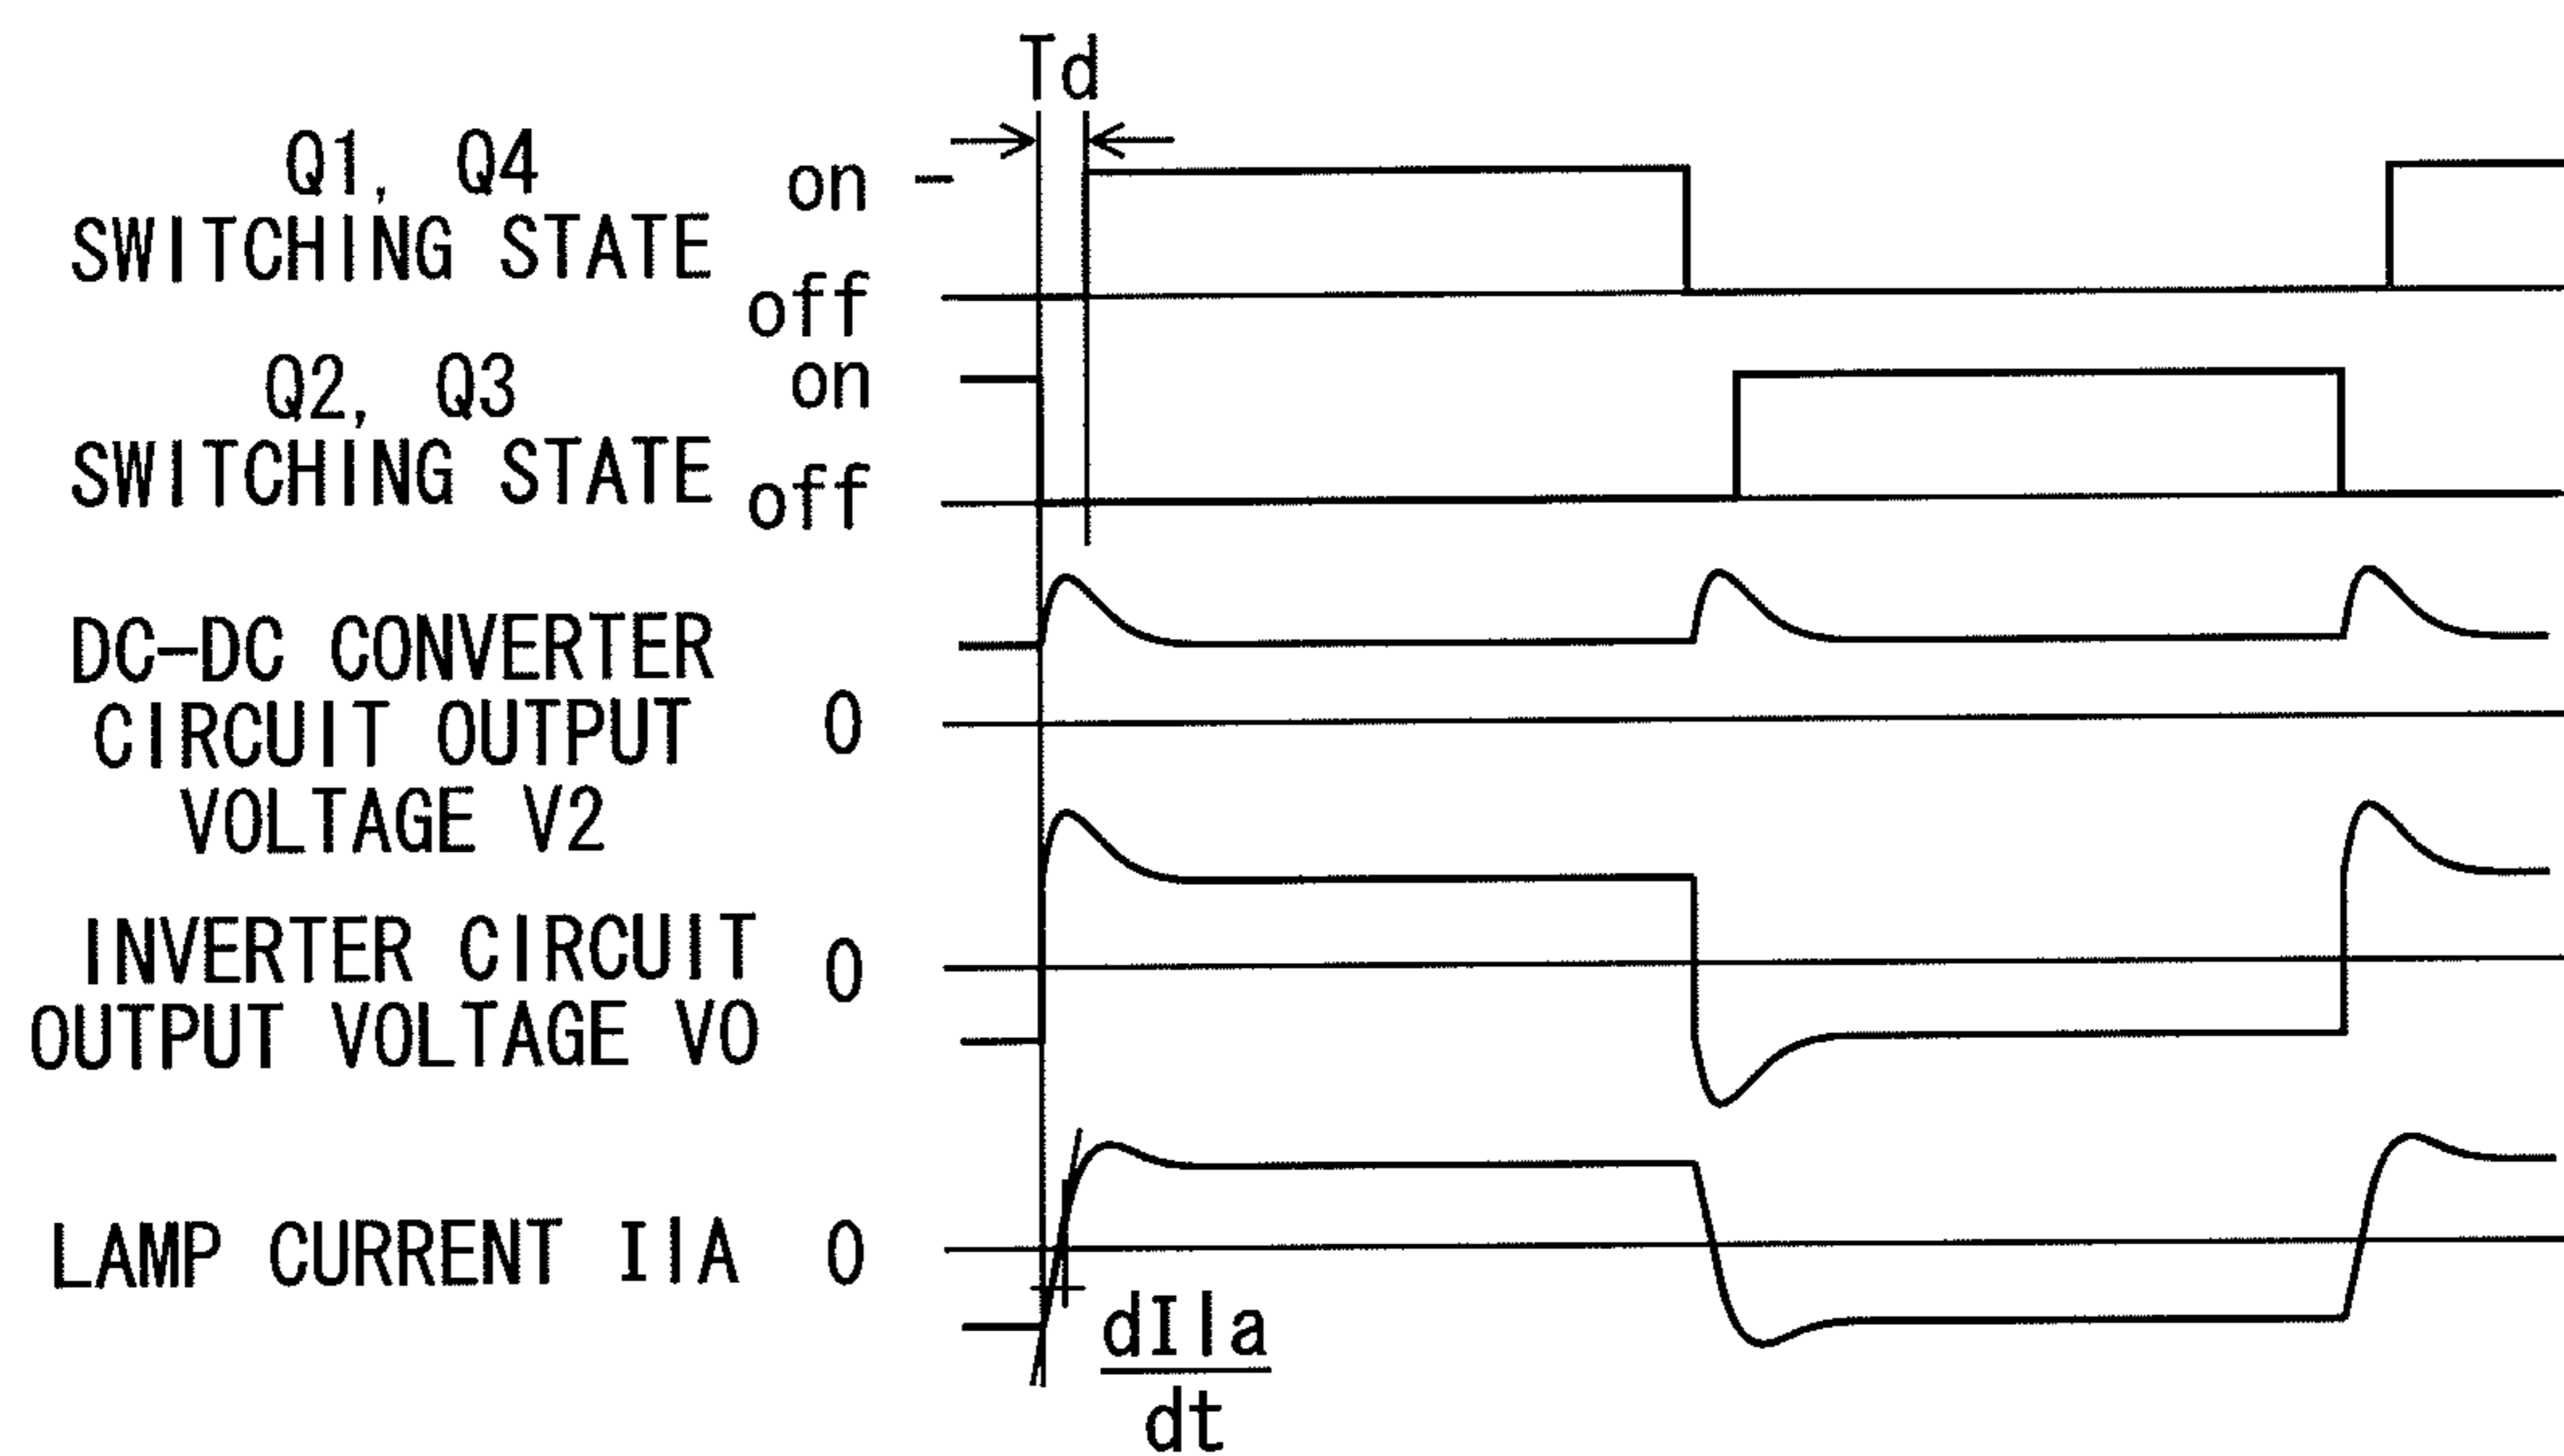 Td
Q1, Q4
SWITCHING STATE
on
off
Q2, Q3
SWITCHING STATE
on
off
DC-DC CONVERTER
CIRCUIT OUTPUT
VOLTAGE V2
0
INVERTER CIRCUIT
OUTPUT VOLTAGE VO
0
LAMP CURRENT IlA
0
dIla
dt